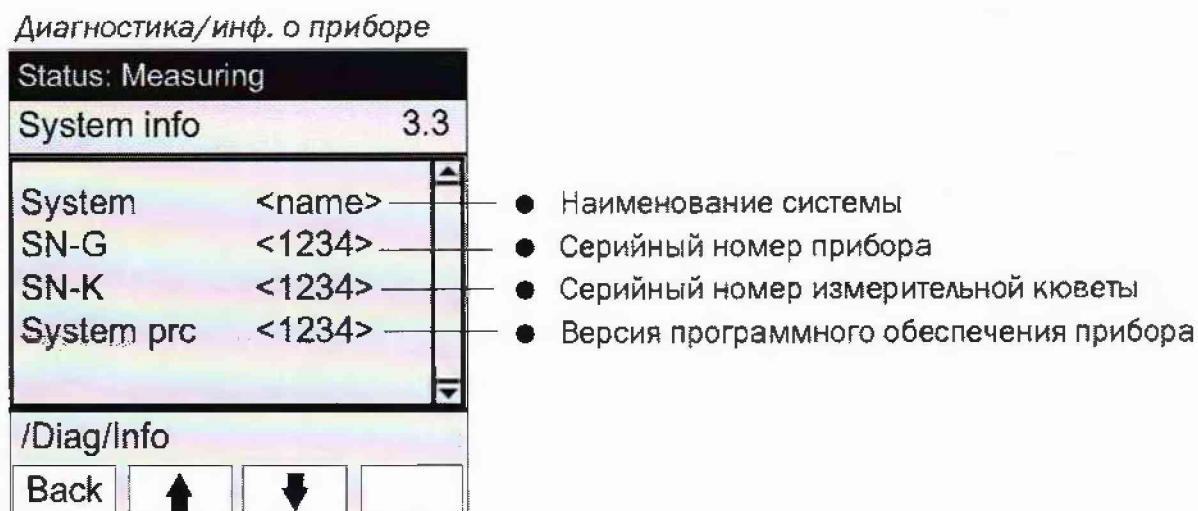 Диагностика/инф. о приборе
Status: Measuring
System info 3.3
System <name> ● Наименование системы
SN-G <1234> ● Серийный номер прибора
SN-K <1234> ● Серийный номер измерительной кюветы
System prc <1234> ● Версия программного обеспечения прибора
/Diag/Info
Back